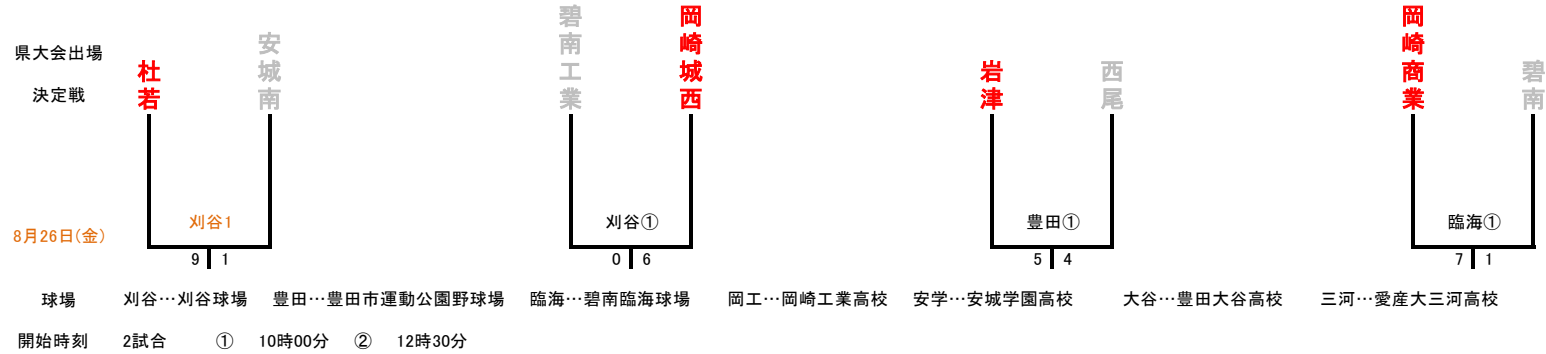 県大会出場
決定戦
杜若
安城南
碧南工業
岡崎城西
岩津
西尾
岡崎商業
碧南
8月26日(金)
刈谷1
刈谷①
豊田①
臨海①
9 1
0 6
5 4
7 1
球場 刈谷…刈谷球場 豊田…豊田市運動公園野球場 臨海…碧南臨海球場 岡工…岡崎工業高校 安学…安城学園高校 大谷…豊田大谷高校 三河…愛産大三河高校
開始時刻 2試合 ① 10時00分 ② 12時30分